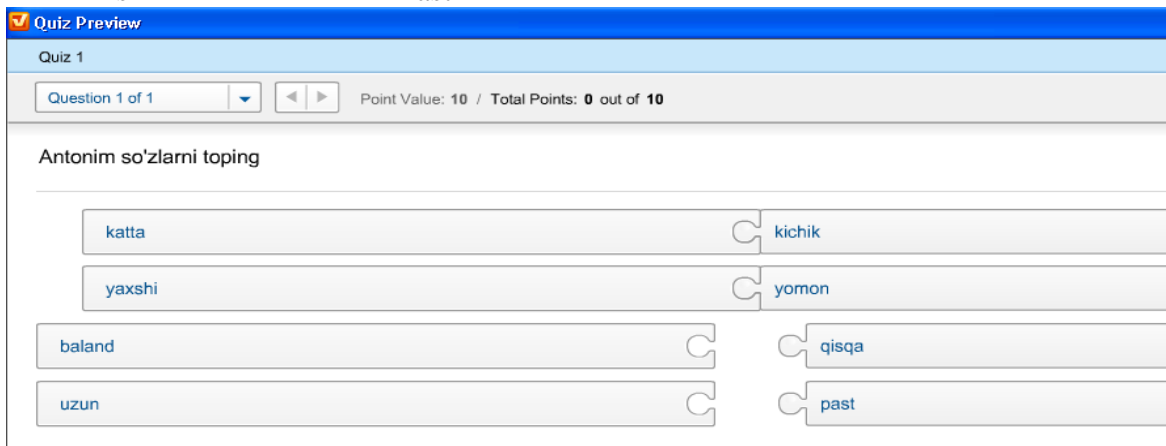 Quiz Preview
Quiz 1
Question 1 of 1 Point Value: 10 / Total Points: 0 out of 10
Antonim so'zlarni toping
katta kichik
yaxshi yomon
baland qisqa
uzun past